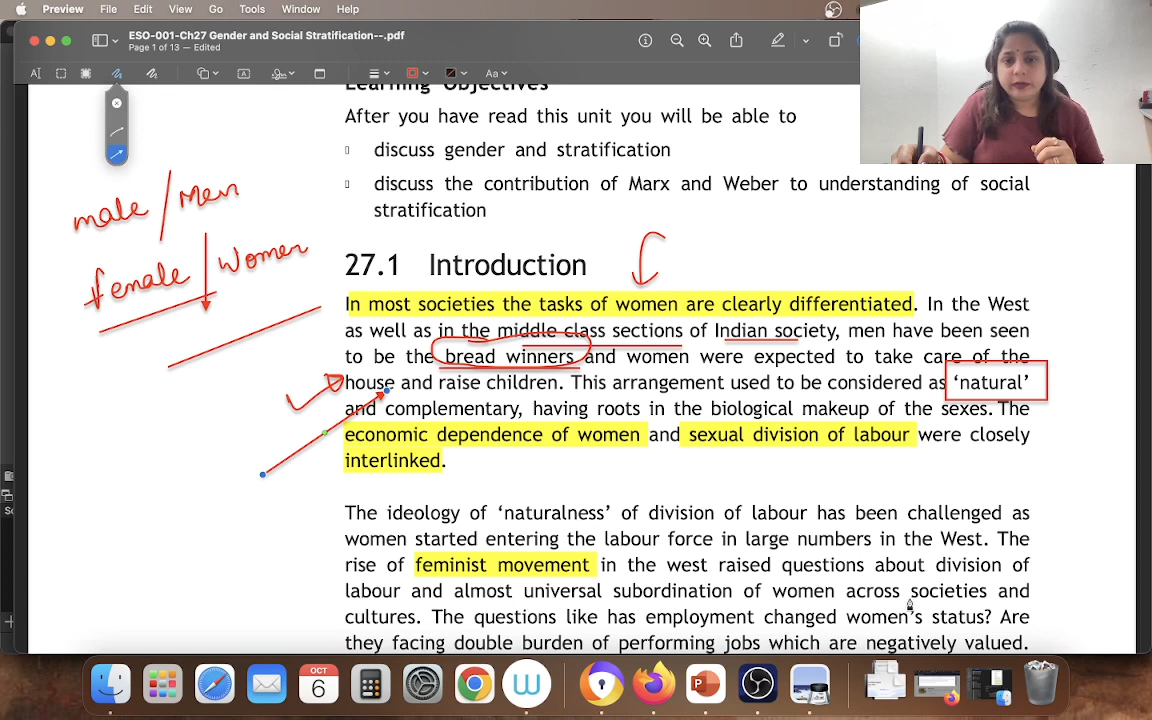 Preview File Edit View Go Tools Window Help
ESO-001-Ch27 Gender and Social Stratification--.pdf
Page 1 of 13 – Edited
Aa
Learning Objectives
After you have read this unit you will be able to
discuss gender and stratification
discuss the contribution of Marx and Weber to understanding of social
stratification
male / Men
female / Women
27.1 Introduction
In most societies the tasks of women are clearly differentiated. In the West
as well as in the middle class sections of Indian society, men have been seen
to be the bread winners and women were expected to take care of the
house and raise children. This arrangement used to be considered as ‘natural’
and complementary, having roots in the biological makeup of the sexes. The
economic dependence of women and sexual division of labour were closely
interlinked.
The ideology of ‘naturalness’ of division of labour has been challenged as
women started entering the labour force in large numbers in the West. The
rise of feminist movement in the west raised questions about division of
labour and almost universal subordination of women across societies and
cultures. The questions like has employment changed women’s status? Are
they facing double burden of performing jobs which are negatively valued.
OCT
6